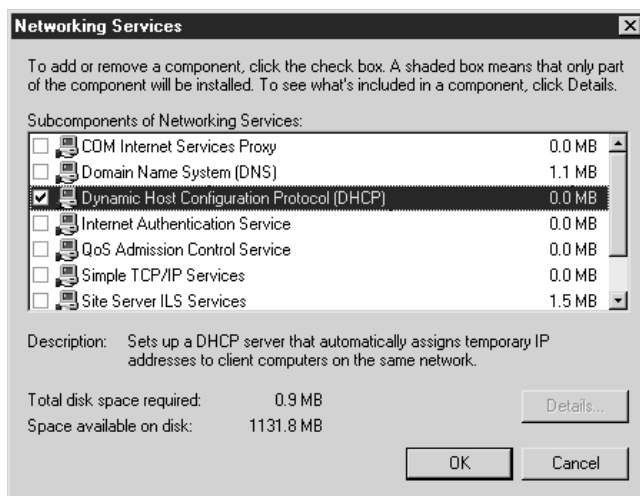 Networking Services
To add or remove a component, click the check box. A shaded box means that only part
of the component will be installed. To see what's included in a component, click Details.
Subcomponents of Networking Services:
COM Internet Services Proxy 0.0 MB
Domain Name System (DNS) 1.1 MB
Dynamic Host Configuration Protocol (DHCP) 0.0 MB
Internet Authentication Service 0.0 MB
QoS Admission Control Service 0.0 MB
Simple TCP/IP Services 0.0 MB
Site Server ILS Services 1.5 MB
Description: Sets up a DHCP server that automatically assigns temporary IP
addresses to client computers on the same network.
Total disk space required: 0.9 MB
Space available on disk: 1131.8 MB
Details...
OK Cancel